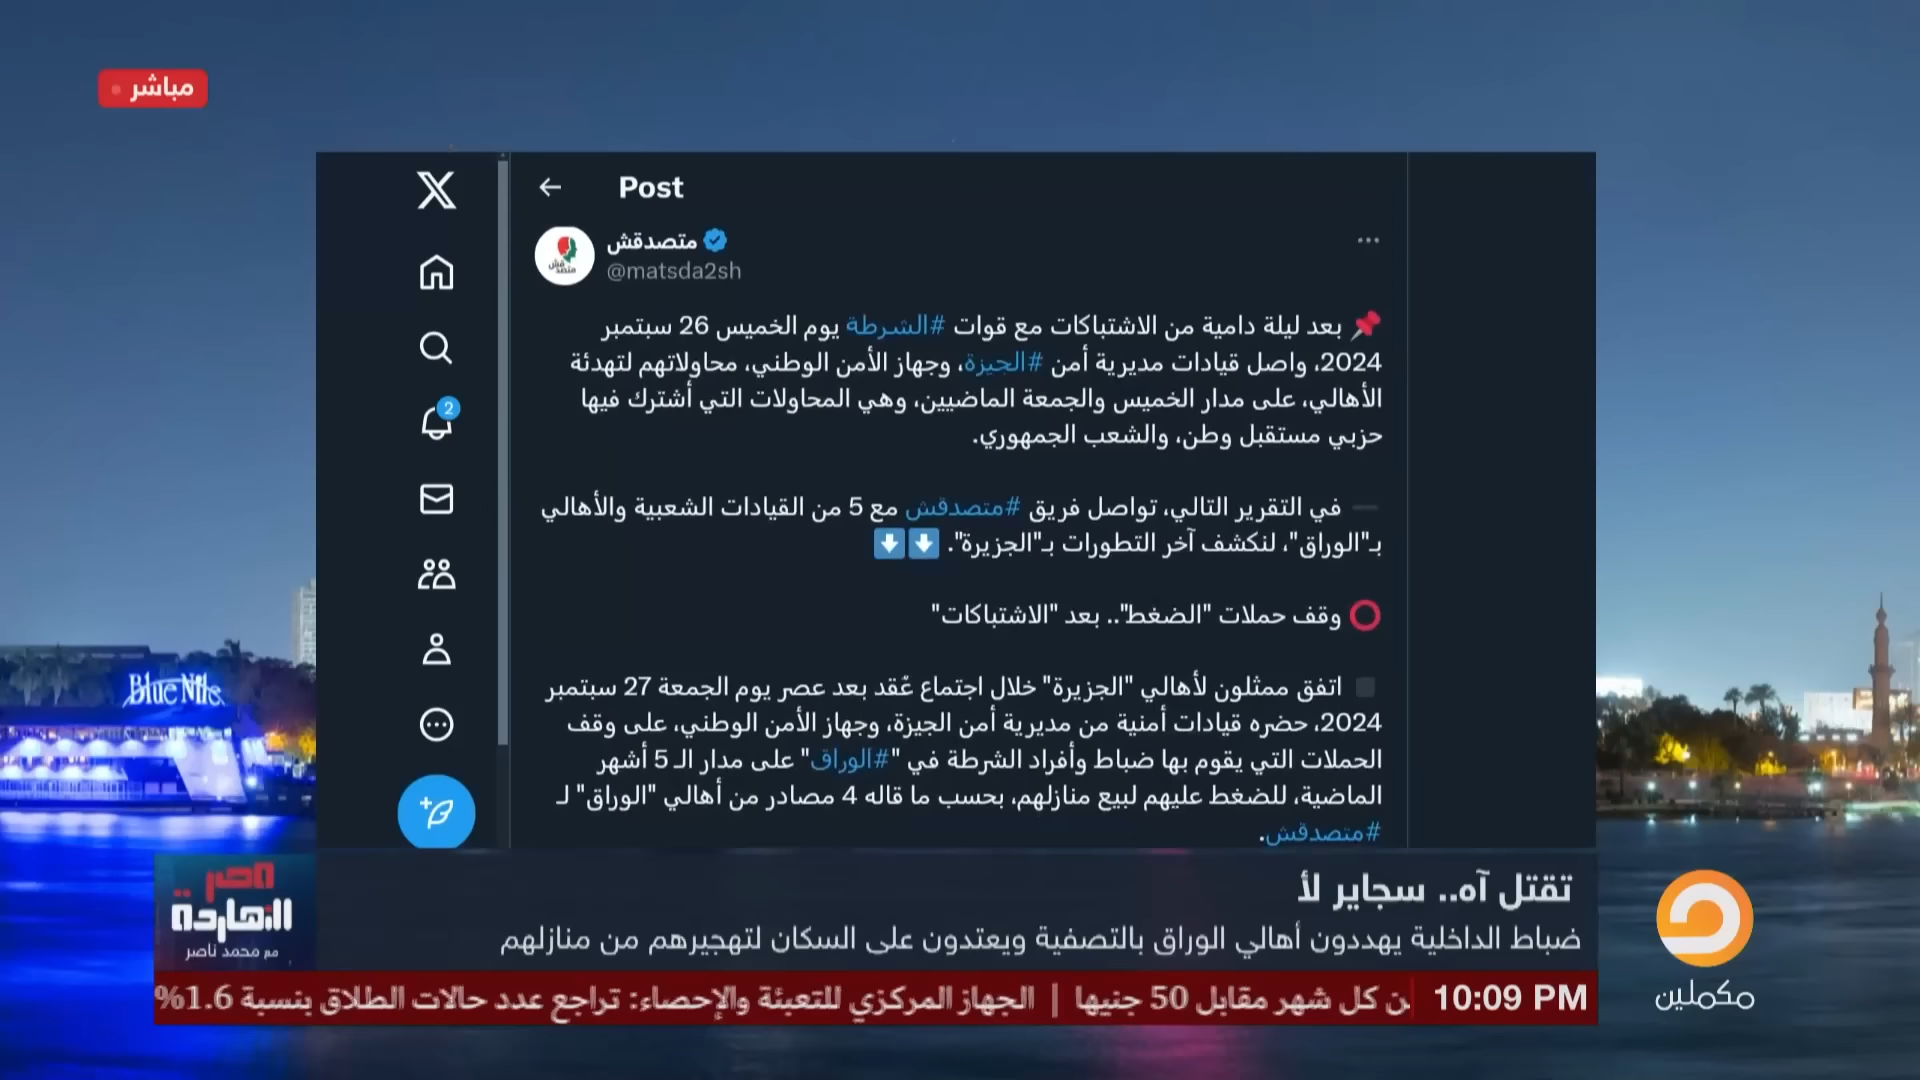 مباشر
Post
متصدقش
@matsda2sh
📌 بعد ليلة دامية من الاشتباكات مع قوات #الشرطة يوم الخميس 26 سبتمبر
2024، واصل قيادات مديرية أمن #الجيزة، وجهاز الأمن الوطني، محاولاتهم لتهدئة
الأهالي، على مدار الخميس والجمعة الماضيين، وهي المحاولات التي أشترك فيها
حزبي مستقبل وطن، والشعب الجمهوري.
➖ في التقرير التالي، تواصل فريق #متصدقش مع 5 من القيادات الشعبية والأهالي
بـ"الوراق"، لنكشف آخر التطورات بـ"الجزيرة". ⬇️⬇️
⭕ وقف حملات "الضغط".. بعد "الاشتباكات"
◾ اتفق ممثلون لأهالي "الجزيرة" خلال اجتماع عُقد بعد عصر يوم الجمعة 27 سبتمبر
2024، حضره قيادات أمنية من مديرية أمن الجيزة، وجهاز الأمن الوطني، على وقف
الحملات التي يقوم بها ضباط وأفراد الشرطة في "#الوراق" على مدار الـ 5 أشهر
الماضية، للضغط عليهم لبيع منازلهم، بحسب ما قاله 4 مصادر من أهالي "الوراق" لـ
#متصدقش.
2
Blue Nile
تقتل آه.. سجاير لأ
ضباط الداخلية يهددون أهالي الوراق بالتصفية ويعتدون على السكان لتهجيرهم من منازلهم
مصر
النهاردة
مع محمد ناصر
10:09 PM
ن كل شهر مقابل 50 جنيها | الجهاز المركزي للتعبئة والإحصاء: تراجع عدد حالات الطلاق بنسبة 1.6%
مكملين